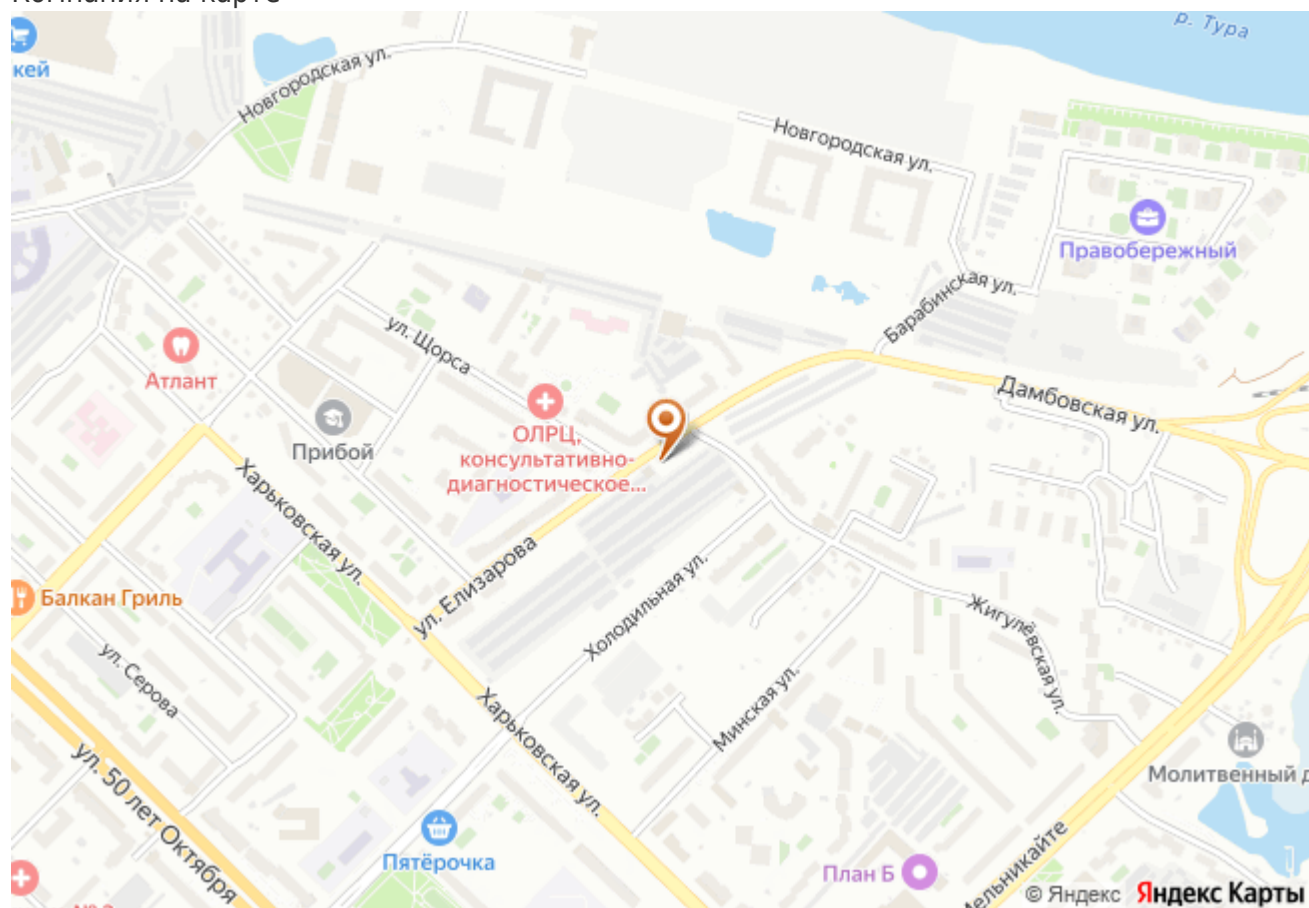 р. Тура
кей
Новгородская ул.
Новгородская ул.
Правобережный
Барабинская ул.
ул. Щорса
Атлант
Дамбовская ул.
Прибой
ОЛРЦ,
консультативно-
диагностическое...
Харьковская ул.
ул. Елизарова
Балкан Гриль
Холодильная ул.
Жигулёвская ул.
ул. Серова
Минская ул.
Харьковская ул.
Молитвенный д
ул. 50 лет Октября
Пятёрочка
План Б
Мельникайте
© Яндекс Яндекс Карты